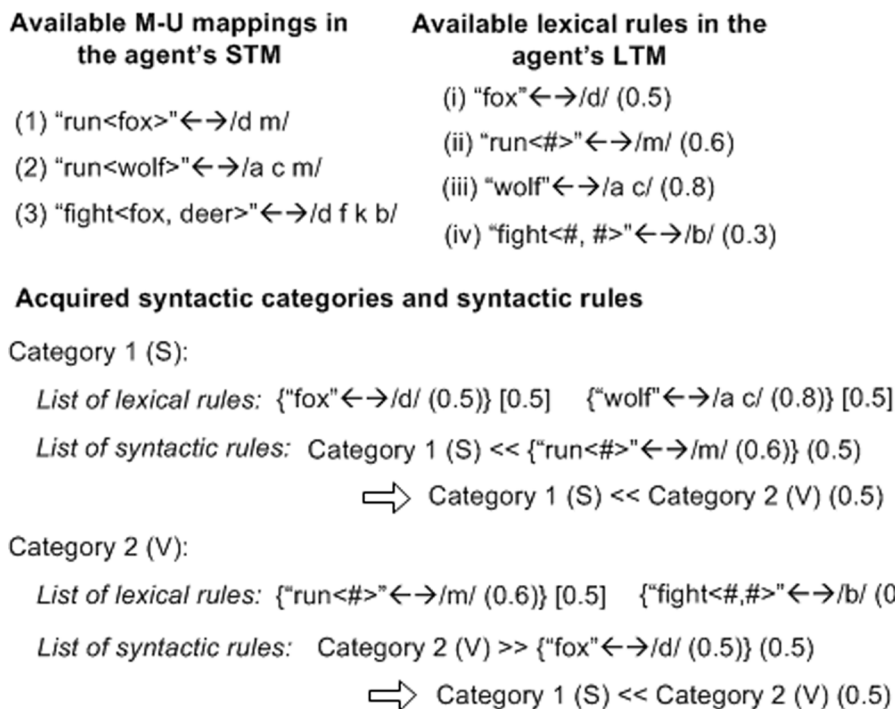 Available M-U mappings in the agent's STM
(1) "run<fox>"←→/d m/
(2) "run<wolf>"←→/a c m/
(3) "fight<fox, deer>"←→/d f k b/
Available lexical rules in the agent's LTM
(i) "fox"←→/d/ (0.5)
(ii) "run<#>"←→/m/ (0.6)
(iii) "wolf"←→/a c/ (0.8)
(iv) "fight<#, #>"←→/b/ (0.3)
Acquired syntactic categories and syntactic rules
Category 1 (S):
List of lexical rules: {"fox"←→/d/ (0.5)} [0.5] {"wolf"←→/a c/ (0.8)} [0.5]
List of syntactic rules: Category 1 (S) << {"run<#>"←→/m/ (0.6)} (0.5)
⇨ Category 1 (S) << Category 2 (V) (0.5)
Category 2 (V):
List of lexical rules: {"run<#>"←→/m/ (0.6)} [0.5] {"fight<#,#>"←→/b/ (0
List of syntactic rules: Category 2 (V) >> {"fox"←→/d/ (0.5)} (0.5)
⇨ Category 1 (S) << Category 2 (V) (0.5)